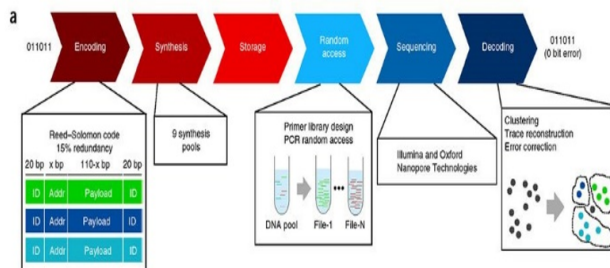 a
011011
Encoding
Synthesis
Storage
Random
access
Sequencing
Decoding
011011
(0 bit error)
Reed–Solomon code
15% redundancy
20 bp x bp 110-x bp 20 bp
ID Addr Payload ID
ID Addr Payload ID
ID Addr Payload ID
9 synthesis
pools
Primer library design
PCR random access
DNA pool File-1 File-N
Illumina and Oxford
Nanopore Technologies
Clustering
Trace reconstruction
Error correction